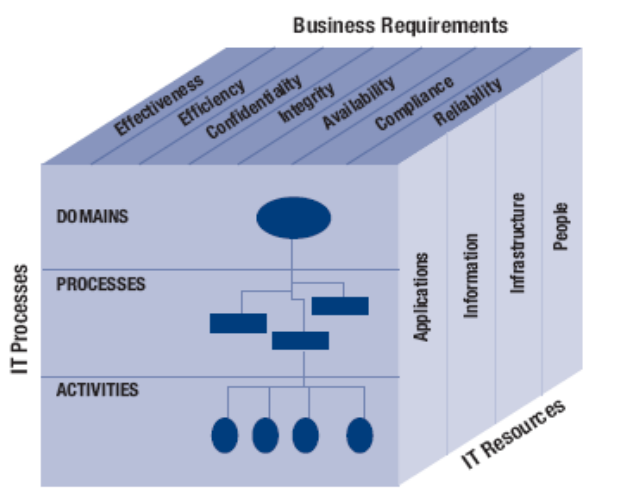 Business Requirements
Effectiveness
Efficiency
Confidentiality
Integrity
Availability
Compliance
Reliability
DOMAINS
PROCESSES
ACTIVITIES
IT Processes
Applications
Information
Infrastructure
People
IT Resources